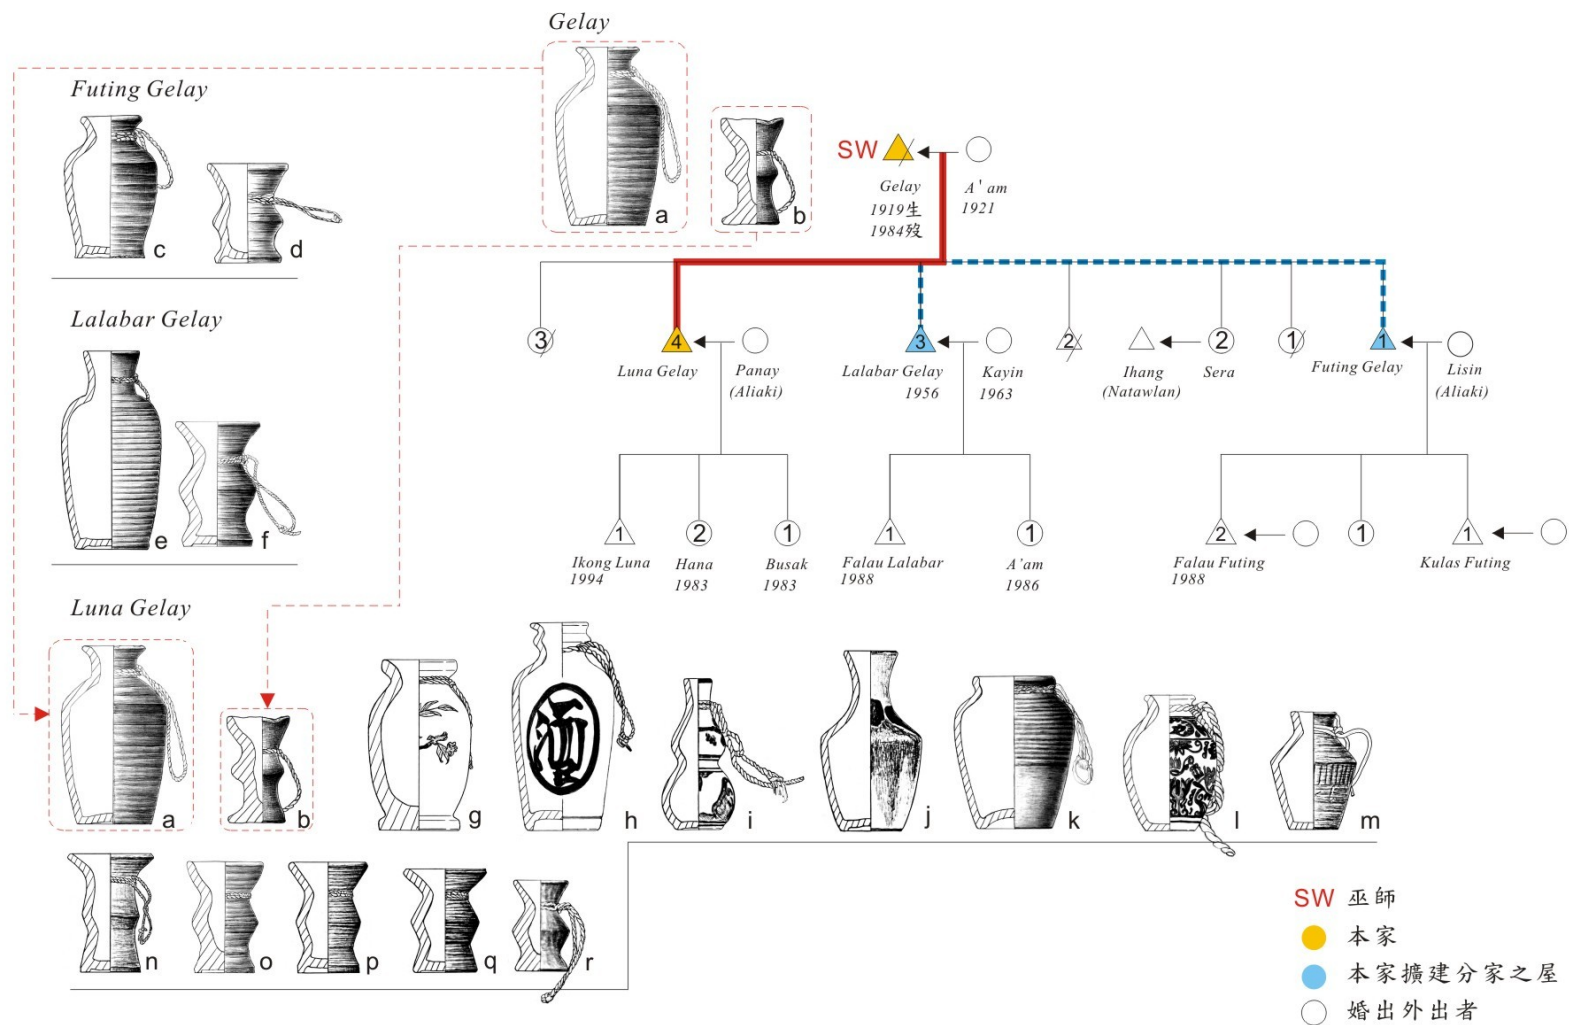 Gelay
Futing Gelay
a
b
c
d
SW
Gelay
1919生
1984歿
A'am
1921
Lalabar Gelay
e
f
3
4
3
2
2
1
1
Luna Gelay
Panay
(Aliaki)
Lalabar Gelay
1956
Kayin
1963
Ihang
(Natawlan)
Sera
Futing Gelay
Lisin
(Aliaki)
1
2
1
1
1
2
1
1
Ikong Luna
1994
Hana
1983
Busak
1983
Falau Lalabar
1988
A'am
1986
Falau Futing
1988
Kulas Futing
Luna Gelay
酒
a
b
g
h
i
j
k
l
m
n
o
p
q
r
SW 巫師
本家
本家擴建分家之屋
婚出外出者